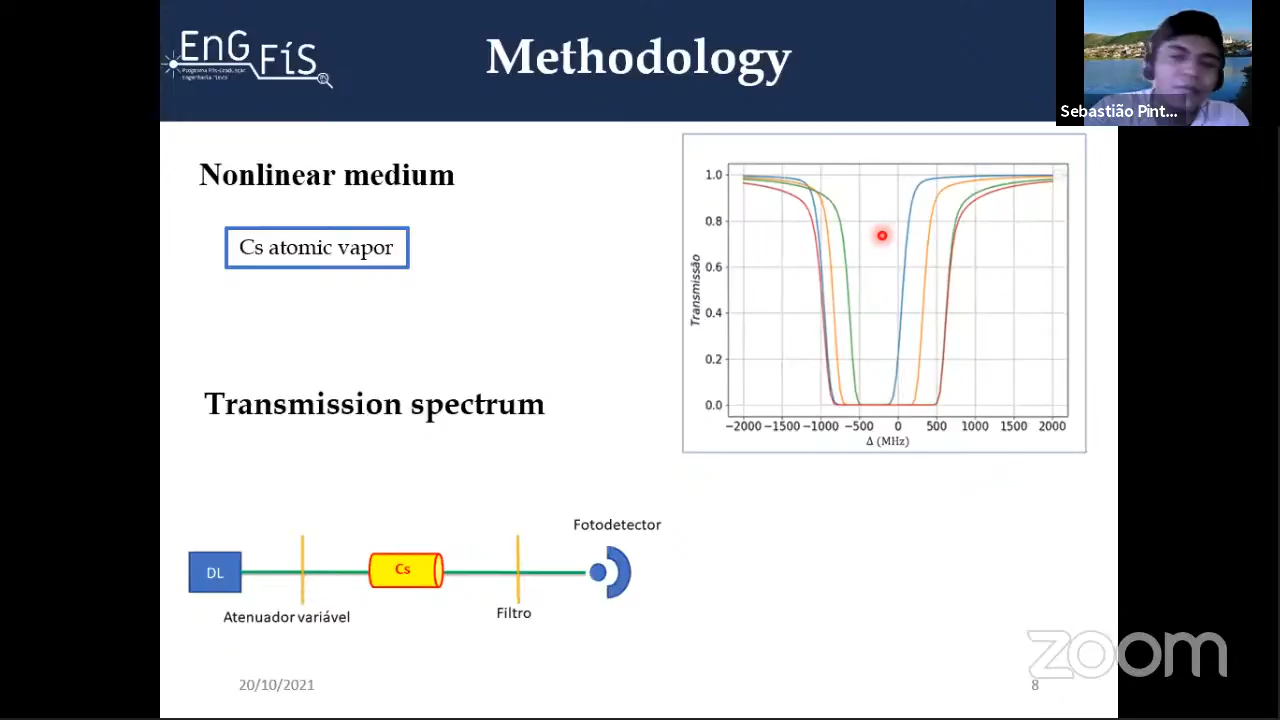 EnGFÍS
Programa Pós-Graduação
Engenharia Física
Methodology
Sebastião Pint...
Nonlinear medium
Cs atomic vapor
Transmission spectrum
1.0
0.8
0.6
0.4
0.2
0.0
Transmissão
−2000 −1500 −1000 −500 0 500 1000 1500 2000
Δ (MHz)
Fotodetector
DL
Cs
Atenuador variável
Filtro
zoom
20/10/2021
8